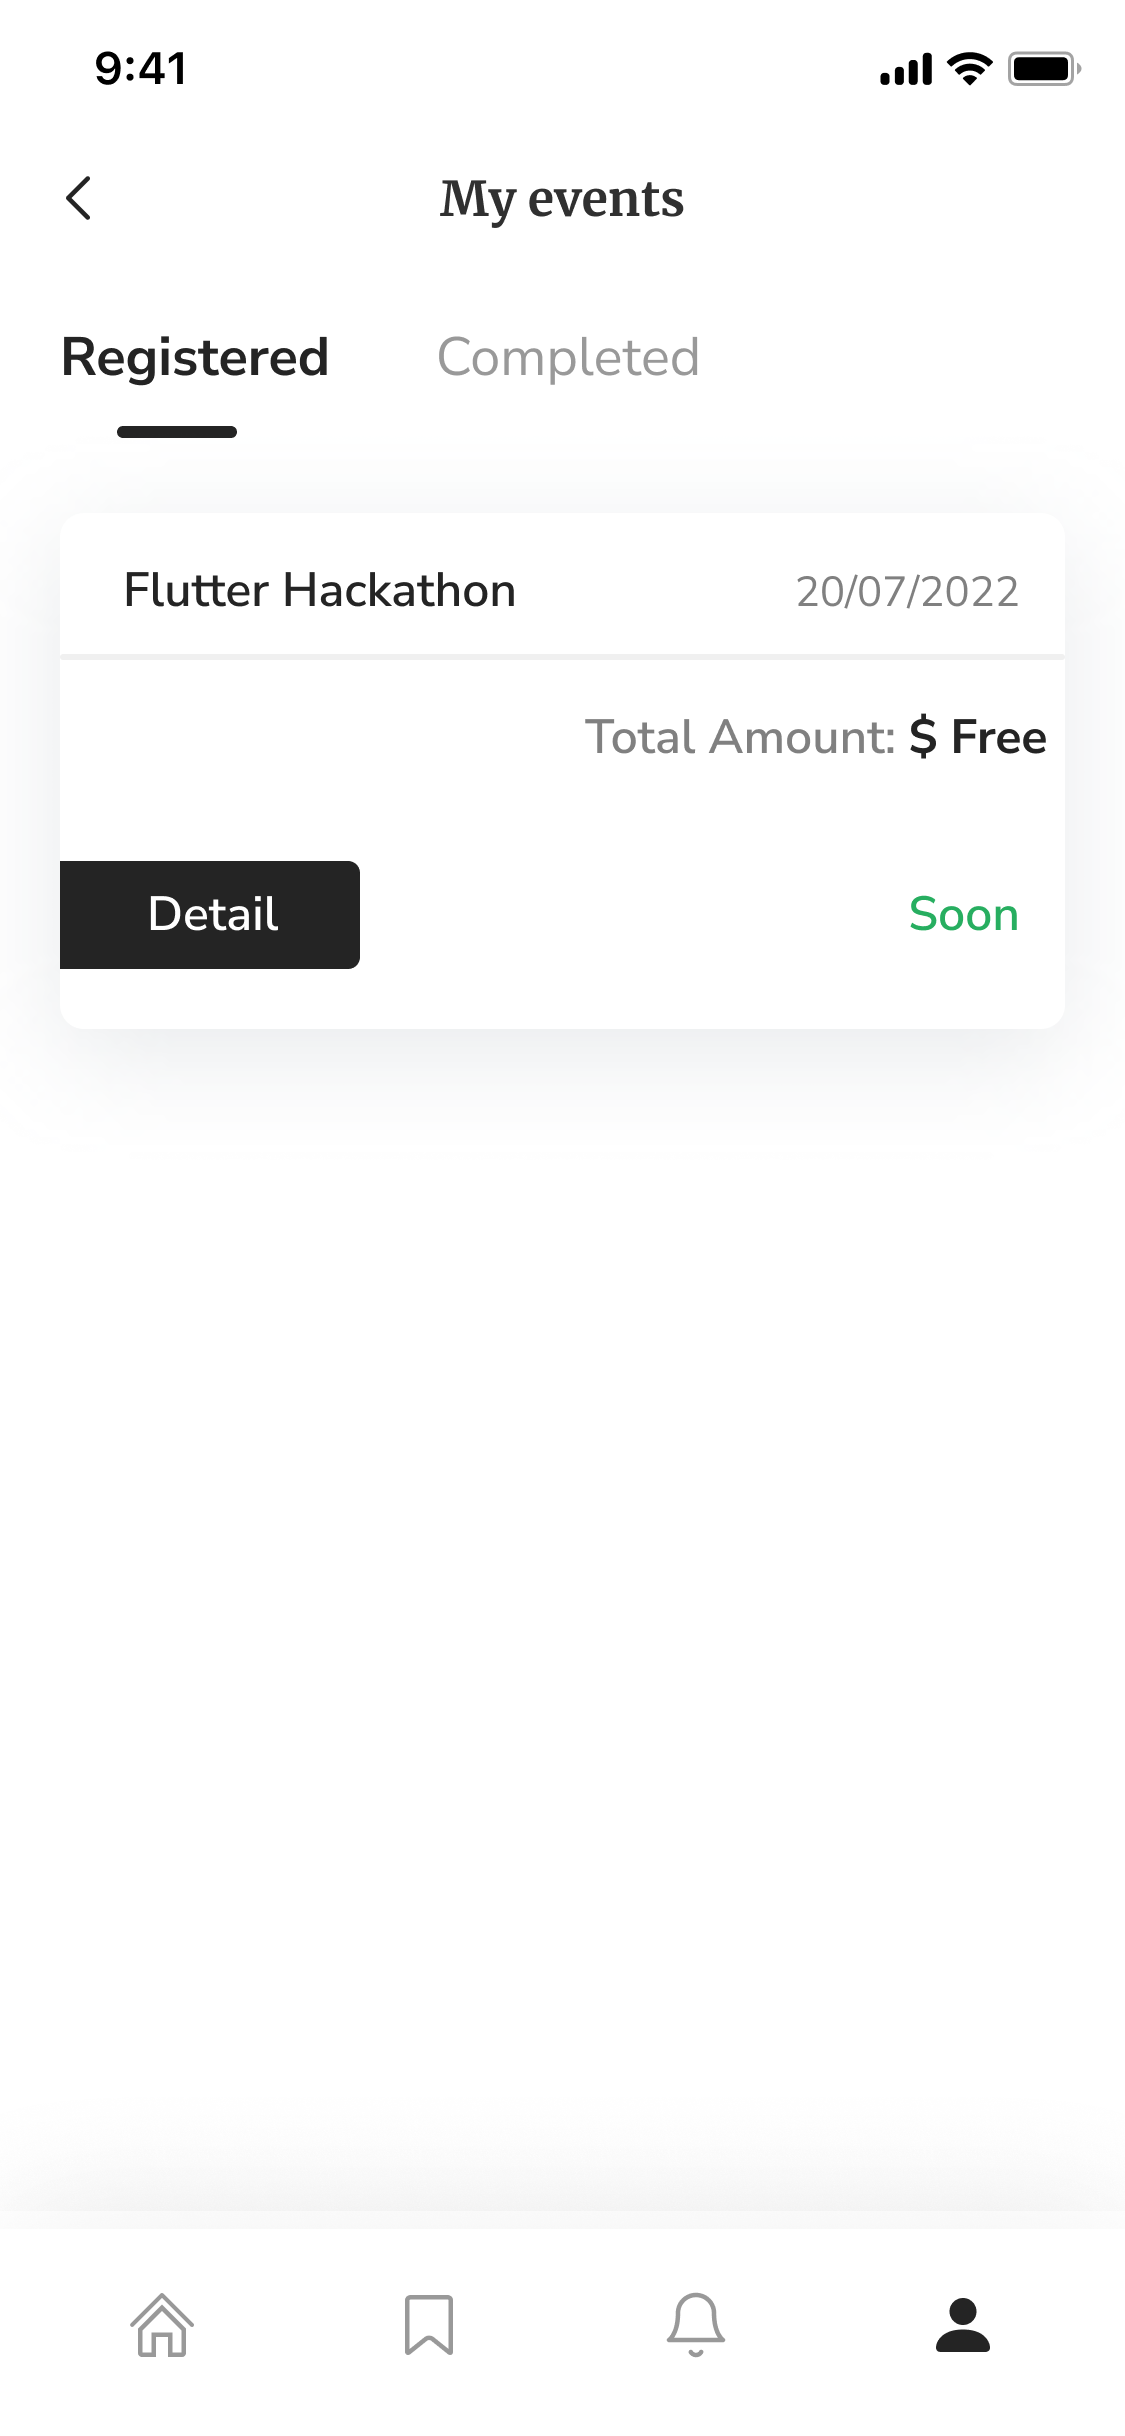 9:41
My events
Registered Completed
Flutter Hackathon 20/07/2022
Total Amount: $ Free
Detail Soon